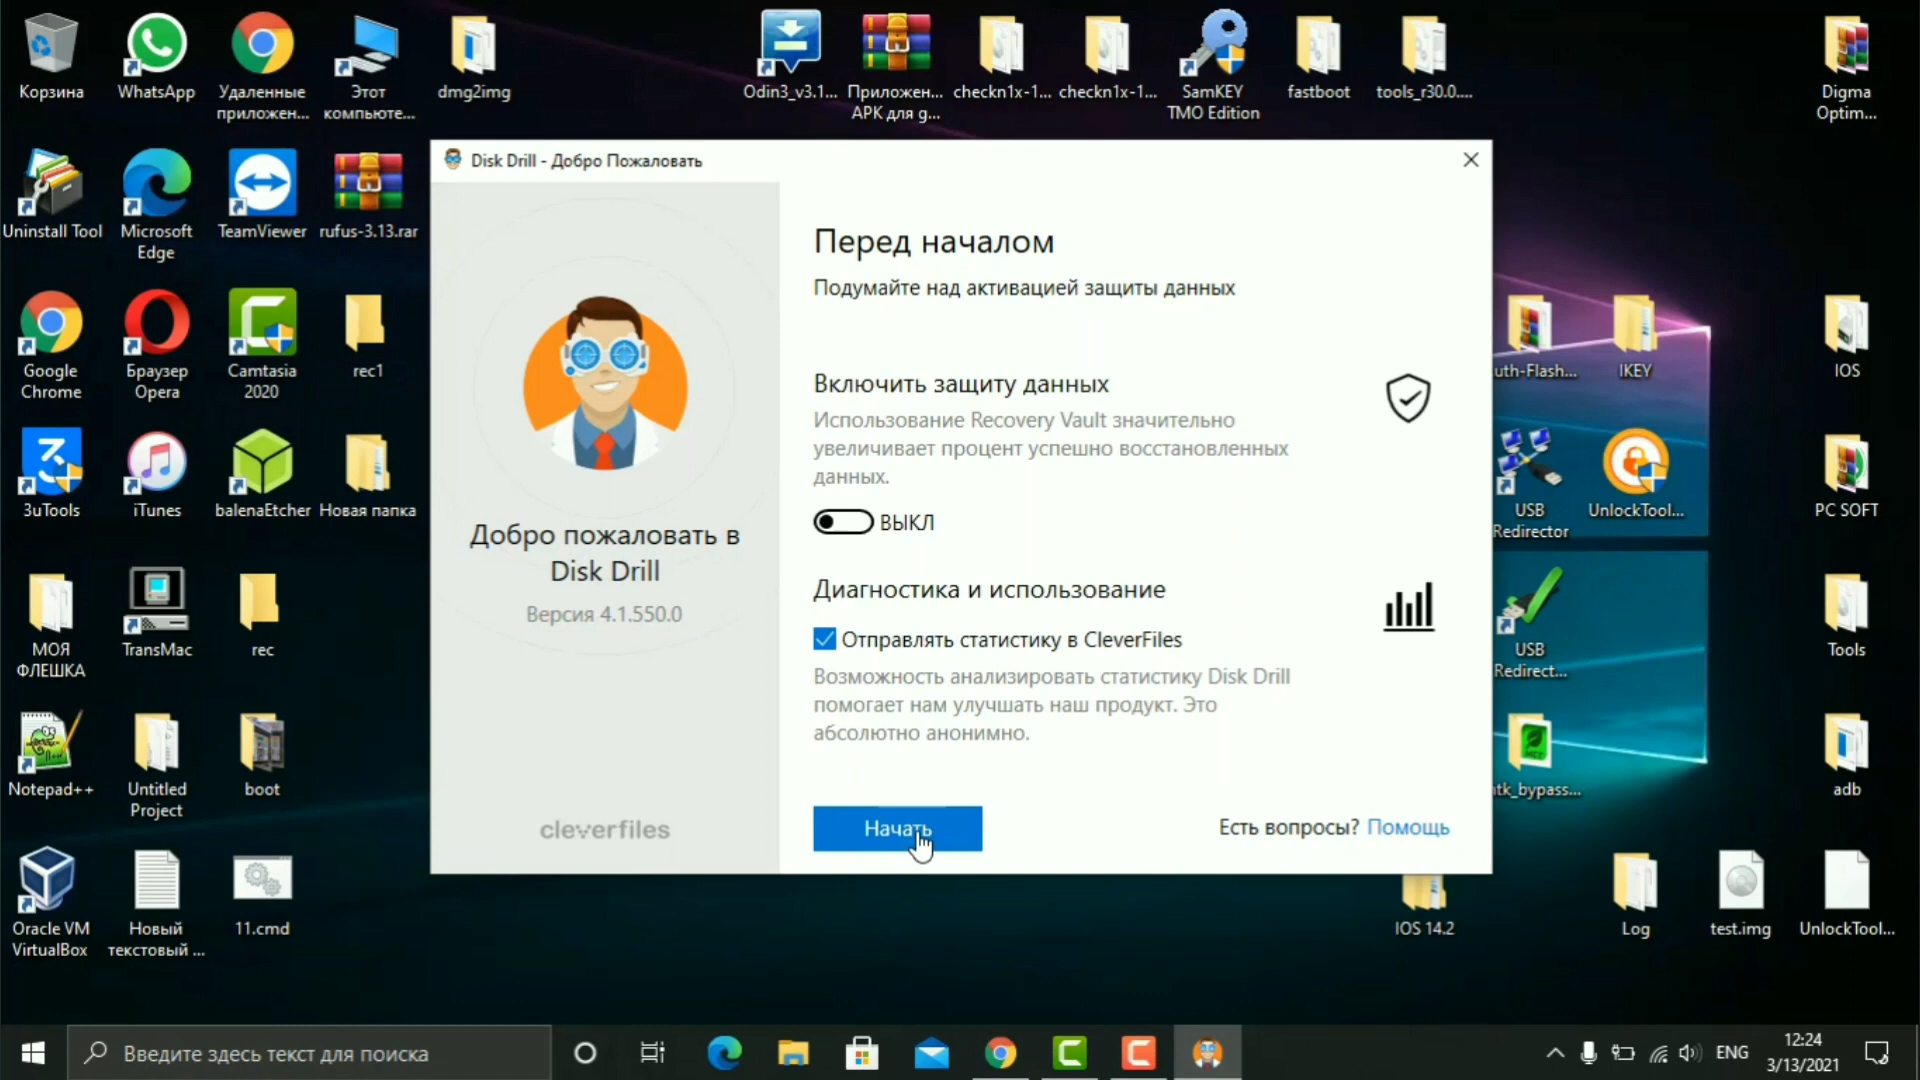 Корзина
WhatsApp
Удаленные
приложен...
Этот
компьюте...
dmg2img
Odin3_v3.1...
Приложен...
APK для g...
checkn1x-1...
checkn1x-1...
SamKEY
TMO Edition
fastboot
tools_r30.0....
Digma
Optim...
Disk Drill - Добро Пожаловать
Uninstall Tool
Microsoft
Edge
TeamViewer
rufus-3.13.rar
Перед началом
Подумайте над активацией защиты данных
Google
Chrome
Браузер
Opera
Camtasia
2020
rec1
Включить защиту данных
Использование Recovery Vault значительно
увеличивает процент успешно восстановленных
данных.
ВЫКЛ
uth-Flash...
IKEY
IOS
3uTools
iTunes
balenaEtcher
Новая папка
USB
Redirector
UnlockTool...
PC SOFT
Добро пожаловать в
Disk Drill
Версия 4.1.550.0
Диагностика и использование
Отправлять статистику в CleverFiles
Возможность анализировать статистику Disk Drill
помогает нам улучшать наш продукт. Это
абсолютно анонимно.
МОЯ
ФЛЕШКА
TransMac
rec
USB
Redirect...
Tools
Notepad++
Untitled
Project
boot
tk_bypass...
adb
cleverfiles
Начать
Есть вопросы? Помощь
Oracle VM
VirtualBox
Новый
текстовый ...
11.cmd
IOS 14.2
Log
test.img
UnlockTool...
Введите здесь текст для поиска
ENG
12:24
3/13/2021